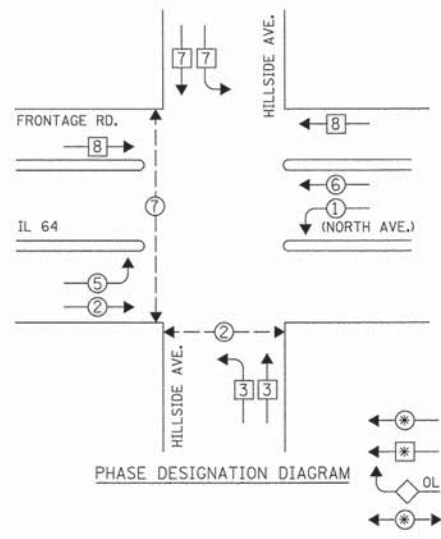 7 7
HILLSIDE AVE.
FRONTAGE RD.
8
8
6
1
7
IL 64
(NORTH AVE.)
5
2
2
HILLSIDE AVE.
3 3
*
PHASE DESIGNATION DIAGRAM
*
OL
*